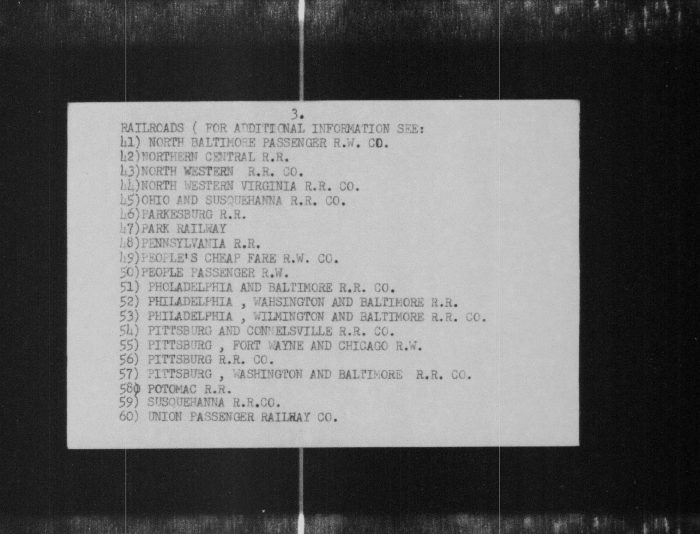 3.
RAILROADS ( FOR ADDITIONAL INFORMATION SEE:
41) NORTH BALTIMORE PASSENGER R.W. CO.
42)NORTHERN CENTRAL R.R.
43)NORTH WESTERN R.R. CO.
44)NORTH WESTERN VIRGINIA R.R. CO.
45)OHIO AND SUSQUEHANNA R.R. CO.
46)PARKESBURG R.R.
47)PARK RAILWAY
48)PENNSYLVANIA R.R.
49)PEOPLE'S CHEAP FARE R.W. CO.
50)PEOPLE PASSENGER R.W.
51) PHOLADELPHIA AND BALTIMORE R.R. CO.
52) PHILADELPHIA , WAHSINGTON AND BALTIMORE R.R.
53) PHILADELPHIA , WILMINGTON AND BALTIMORE R.R. CO.
54) PITTSBURG AND CONNELSVILLE R.R. CO.
55) PITTSBURG , FORT WAYNE AND CHICAGO R.W.
56) PITTSBURG R.R. CO.
57) PITTSBURG , WASHINGTON AND BALTIMORE R.R. CO.
58) POTOMAC R.R.
59) SUSQUEHANNA R.R.CO.
60) UNION PASSENGER RAILWAY CO.